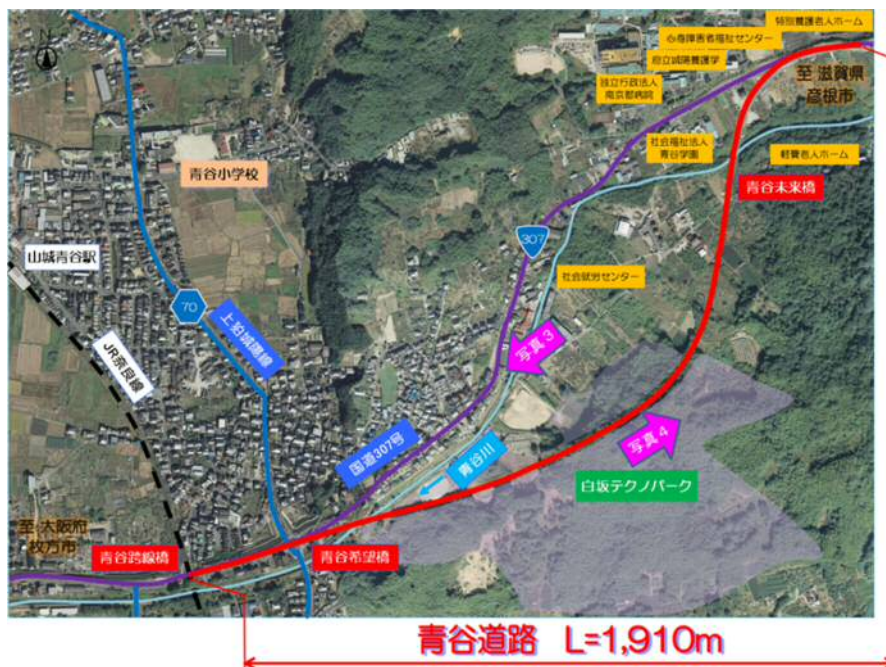 N
特別養護老人ホーム
心身障害者福祉センター
府立城陽養護学
独立行政法人
南京都病院
至 滋賀県
彦根市
社会福祉法人
青谷学園
軽費老人ホーム
青谷小学校
青谷未来橋
山城青谷駅
307
社会就労センター
70
上狛城陽線
JR奈良線
写真3
国道307号
青谷川
写真4
白坂テクノパーク
至 大阪府
枚方市
青谷跨線橋
青谷希望橋
青谷道路 L=1,910m